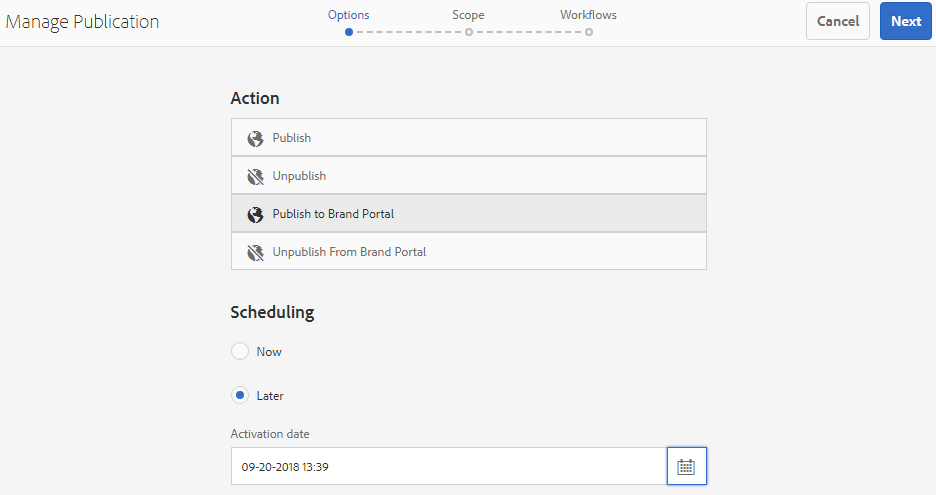 Manage Publication
Options
Scope
Workflows
Cancel
Next
Action
Publish
Unpublish
Publish to Brand Portal
Unpublish From Brand Portal
Scheduling
Now
Later
Activation date
09-20-2018 13:39